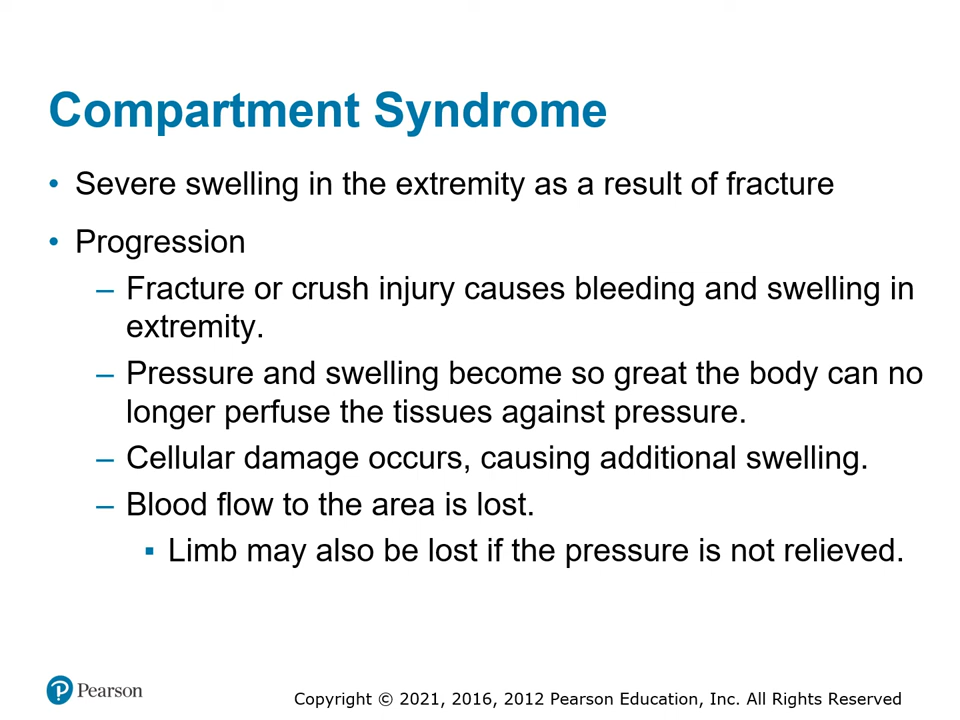 Compartment Syndrome
• Severe swelling in the extremity as a result of fracture
• Progression
– Fracture or crush injury causes bleeding and swelling in
extremity.
– Pressure and swelling become so great the body can no
longer perfuse the tissues against pressure.
– Cellular damage occurs, causing additional swelling.
– Blood flow to the area is lost.
▪ Limb may also be lost if the pressure is not relieved.
Pearson
Copyright © 2021, 2016, 2012 Pearson Education, Inc. All Rights Reserved